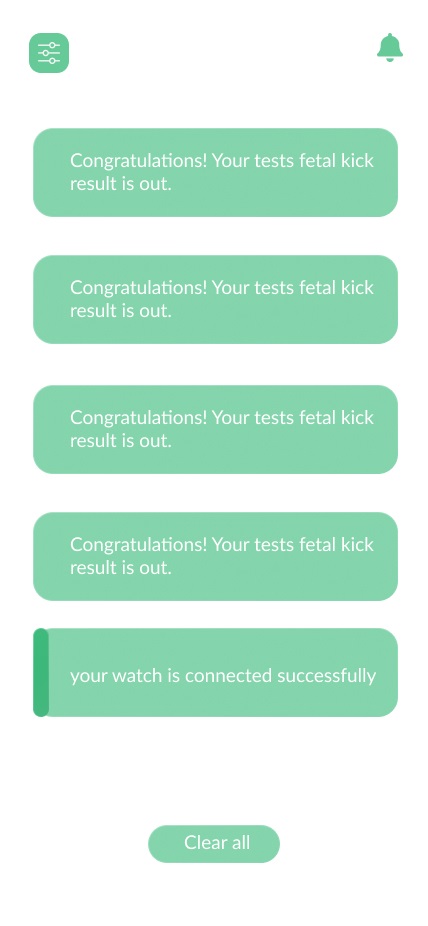 Congratulations! Your tests fetal kick
result is out.
Congratulations! Your tests fetal kick
result is out.
Congratulations! Your tests fetal kick
result is out.
Congratulations! Your tests fetal kick
result is out.
your watch is connected successfully
Clear all